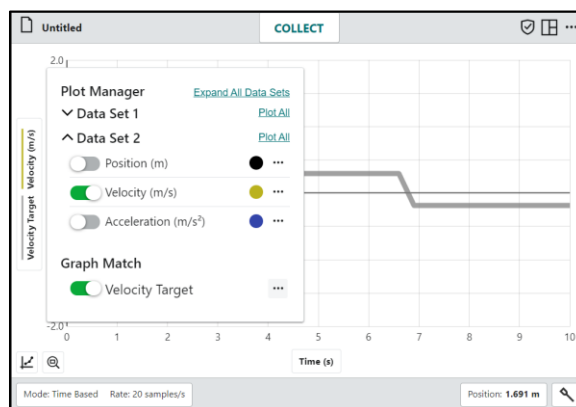 Untitled
COLLECT
2.0
Plot Manager
Expand All Data Sets
Data Set 1
Plot All
Data Set 2
Plot All
Position (m)
Velocity (m/s)
Acceleration (m/s²)
Graph Match
Velocity Target
Velocity Target Velocity (m/s)
-2.0
0 1 2 3 4 5 6 7 8 9 10
Time (s)
Mode: Time Based Rate: 20 samples/s
Position: 1.691 m